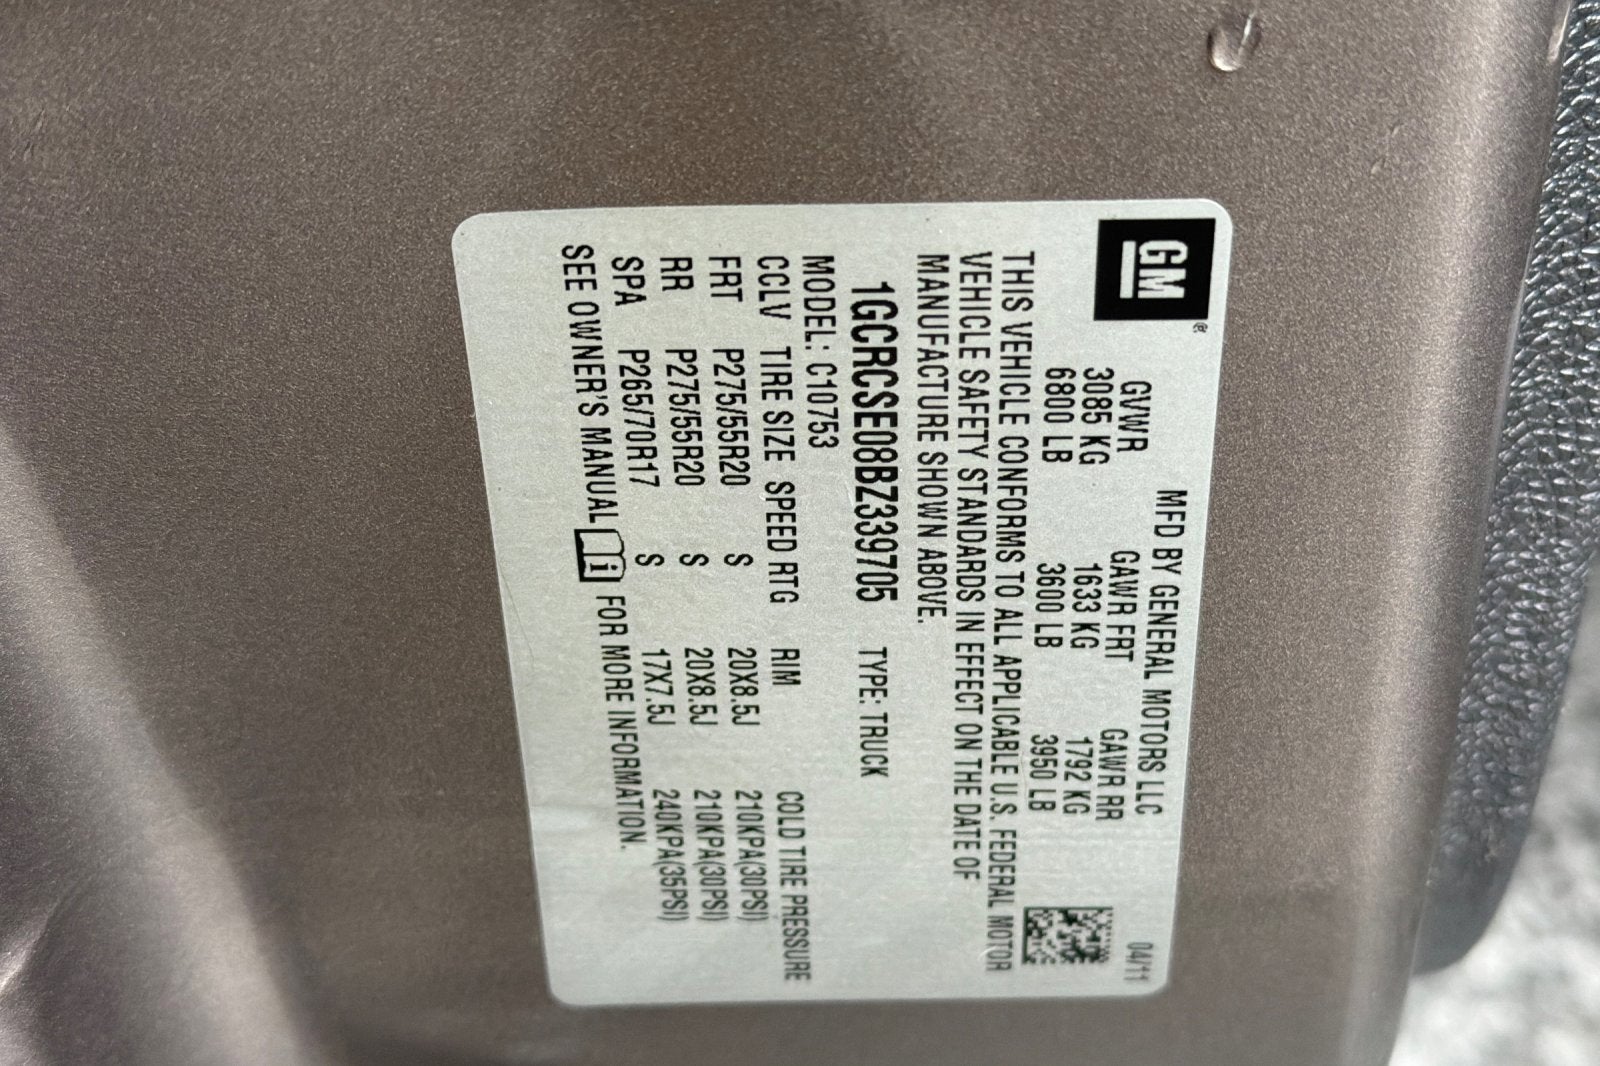 GM®
MFD BY GENERAL MOTORS LLC 04/11
GVWR GAWR FRT GAWR RR
3085 KG 1633 KG 1792 KG
6800 LB 3600 LB 3950 LB
THIS VEHICLE CONFORMS TO ALL APPLICABLE U.S. FEDERAL MOTOR
VEHICLE SAFETY STANDARDS IN EFFECT ON THE DATE OF
MANUFACTURE SHOWN ABOVE.
1GCRCSE08BZ339705 TYPE: TRUCK
MODEL: C10753
CCLV TIRE SIZE SPEED RTG RIM COLD TIRE PRESSURE
FRT P275/55R20 S 20X8.5J 210KPA(30PSI)
RR P275/55R20 S 20X8.5J 210KPA(30PSI)
SPA P265/70R17 S 17X7.5J 240KPA(35PSI)
SEE OWNER'S MANUAL i FOR MORE INFORMATION.